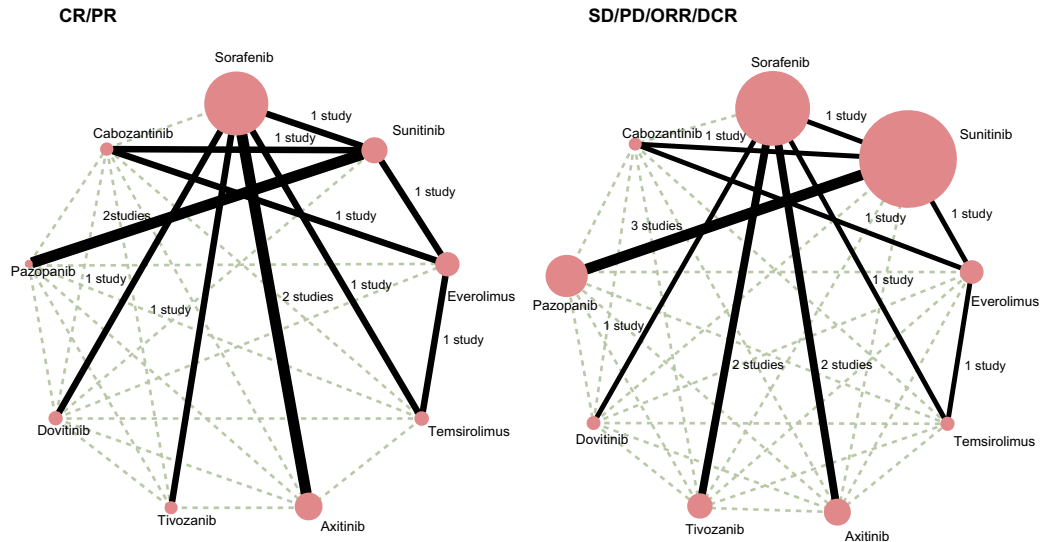 CR/PR
Sorafenib
1 study
Cabozantinib
1 study
Sunitinib
1 study
2studies
1 study
Pazopanib
1 study
1 study
2 studies
1 study
Everolimus
1 study
Dovitinib
Temsirolimus
Tivozanib
Axitinib
SD/PD/ORR/DCR
Sorafenib
1 study
Cabozantinib
1 study
Sunitinib
3 studies
1 study
1 study
Pazopanib
1 study
1 study
Everolimus
2 studies
2 studies
1 study
Dovitinib
Temsirolimus
Tivozanib
Axitinib